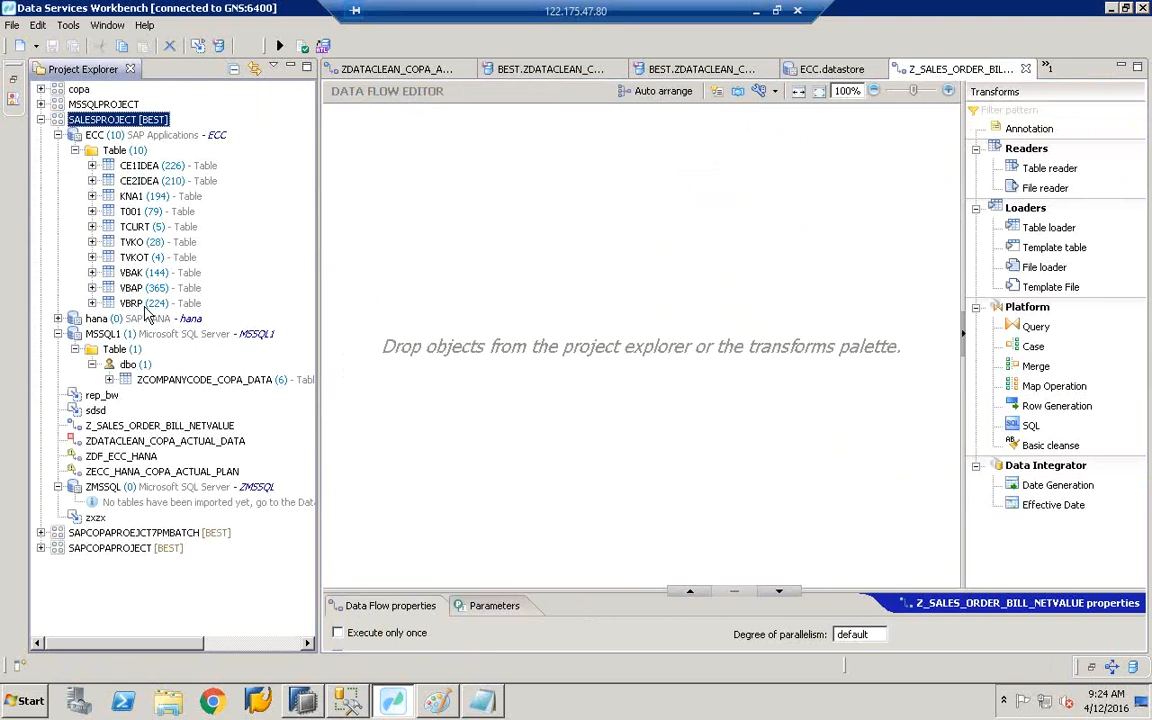 Data Services Workbench (connected to GNS:6400)
122.175.47.80
File Edit Tools Window Help
Project Explorer
ZDATACLEAN_COPA_A...
BEST.ZDATACLEAN_C...
BEST.ZDATACLEAN_C...
ECC.datastore
Z_SALES_ORDER_BIL...
»1
copa
MSSQLPROJECT
SALESPROJECT [BEST]
ECC (10) SAP Applications - ECC
Table (10)
CE1IDEA (226) - Table
CE2IDEA (210) - Table
KNA1 (194) - Table
T001 (79) - Table
TCURT (5) - Table
TVKO (28) - Table
TVKOT (4) - Table
VBAK (144) - Table
VBAP (365) - Table
VBRP (224) - Table
hana (0) SAP HANA - hana
MSSQL1 (1) Microsoft SQL Server - MSSQL1
Table (1)
dbo (1)
ZCOMPANYCODE_COPA_DATA (6) - Tabl
rep_bw
sdsd
Z_SALES_ORDER_BILL_NETVALUE
ZDATACLEAN_COPA_ACTUAL_DATA
ZDF_ECC_HANA
ZECC_HANA_COPA_ACTUAL_PLAN
ZMSSQL (0) Microsoft SQL Server - ZMSSQL
No tables have been imported yet, go to the Dat
zxzx
SAPCOPAPROEJCT7PMBATCH [BEST]
SAPCOPAPROJECT [BEST]
DATA FLOW EDITOR
Auto arrange
100%
Drop objects from the project explorer or the transforms palette.
Transforms
Filter pattern
Annotation
Readers
Table reader
File reader
Loaders
Table loader
Template table
File loader
Template File
Platform
Query
Case
Merge
Map Operation
Row Generation
SQL
SQL
Basic cleanse
Data Integrator
Date Generation
Effective Date
Data Flow properties
Parameters
Z_SALES_ORDER_BILL_NETVALUE properties
Execute only once
Degree of parallelism: default
Start
9:24 AM
4/12/2016